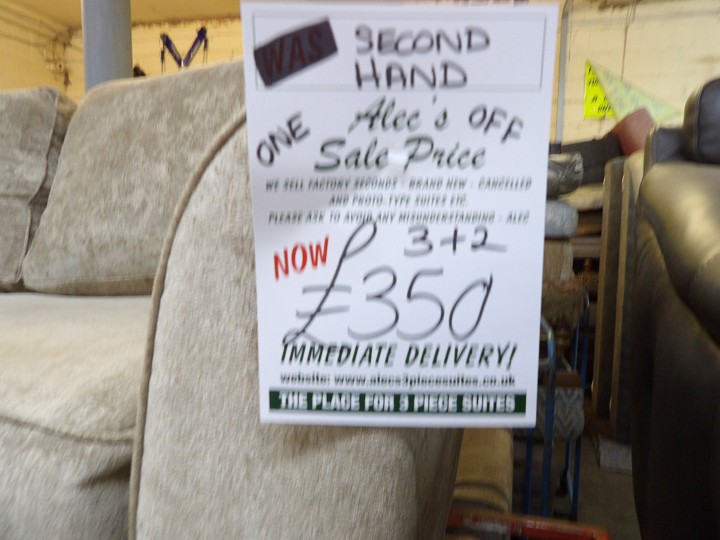 WAS SECOND
HAND
ONE Alec's OFF
Sale Price
WE SELL FACTORY SECONDS - BRAND NEW - CANCELLED
AND PHOTO-TYPE SUITES ETC.
PLEASE ASK TO AVOID ANY MISUNDERSTANDING - ALEC
3+2
NOW £350
IMMEDIATE DELIVERY!
website: www.alecs3piecesuites.co.uk
THE PLACE FOR 3 PIECE SUITES